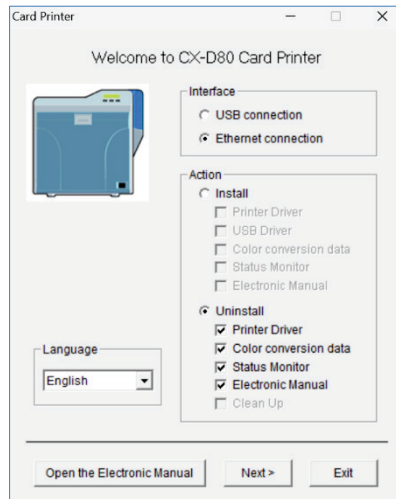 Card Printer
Welcome to CX-D80 Card Printer
Interface
USB connection
Ethernet connection
Action
Install
Printer Driver
USB Driver
Color conversion data
Status Monitor
Electronic Manual
Uninstall
Printer Driver
Color conversion data
Status Monitor
Electronic Manual
Clean Up
Language
English
Open the Electronic Manual
Next >
Exit